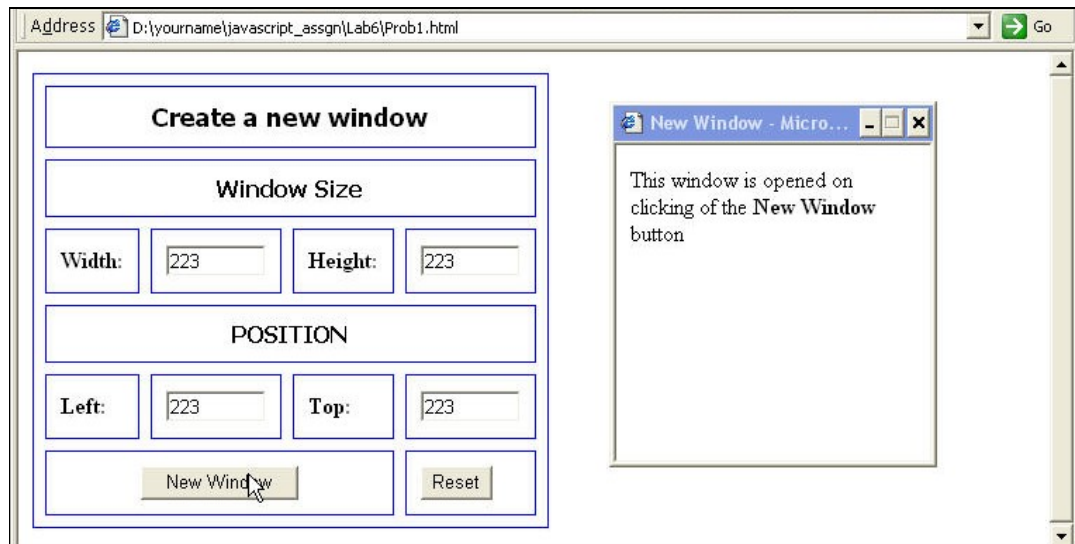 Address D:\yourname\javascript_assgn\Lab6\Prob1.html Go
Create a new window
Window Size
Width: 223 Height: 223
POSITION
Left: 223 Top: 223
New Window Reset
New Window - Micro...
This window is opened on
clicking of the New Window
button